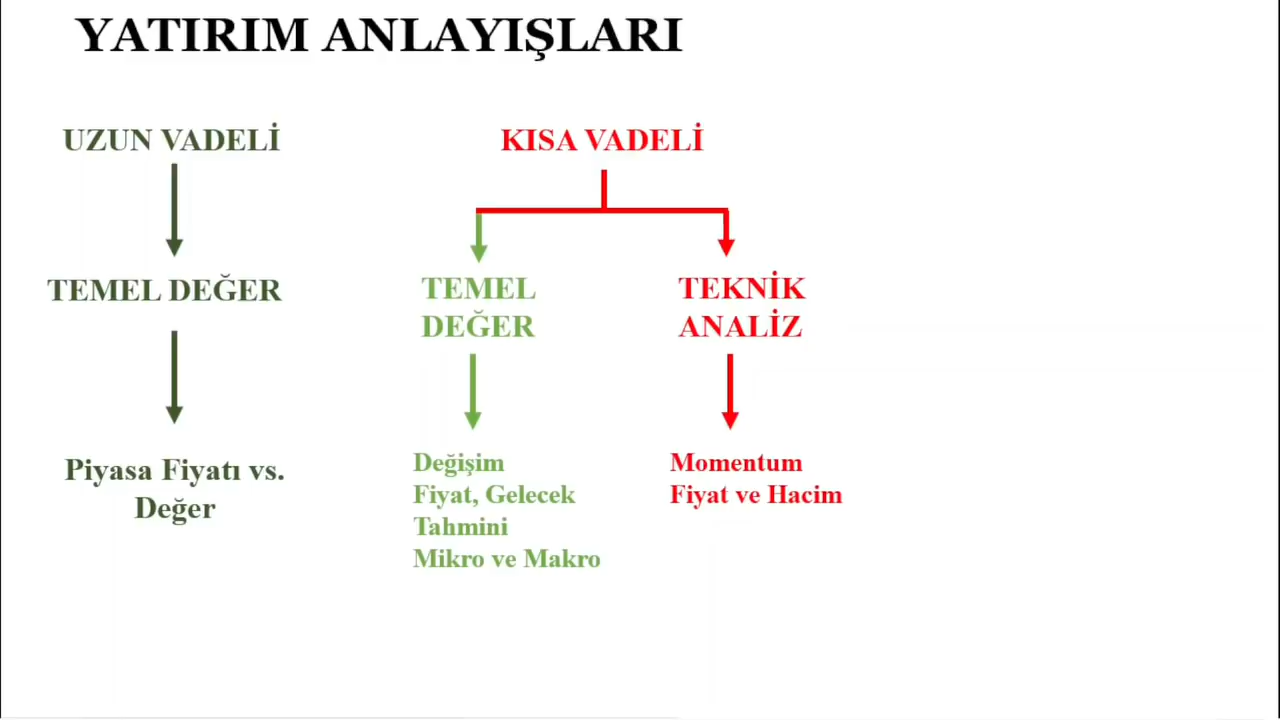 YATIRIM ANLAYIŞLARI
UZUN VADELİ
TEMEL DEĞER
Piyasa Fiyatı vs.
Değer
KISA VADELİ
TEMEL
DEĞER
Değişim
Fiyat, Gelecek
Tahmini
Mikro ve Makro
TEKNİK
ANALİZ
Momentum
Fiyat ve Hacim